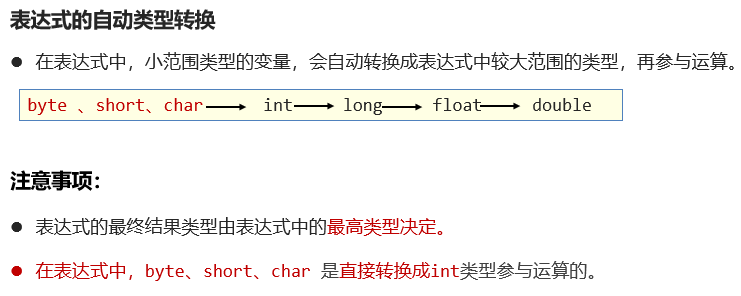 表达式的自动类型转换
● 在表达式中，小范围类型的变量，会自动转换成表达式中较大范围的类型，再参与运算。
byte 、short、char → int → long → float → double
注意事项：
● 表达式的最终结果类型由表达式中的最高类型决定。
● 在表达式中，byte、short、char 是直接转换成int类型参与运算的。